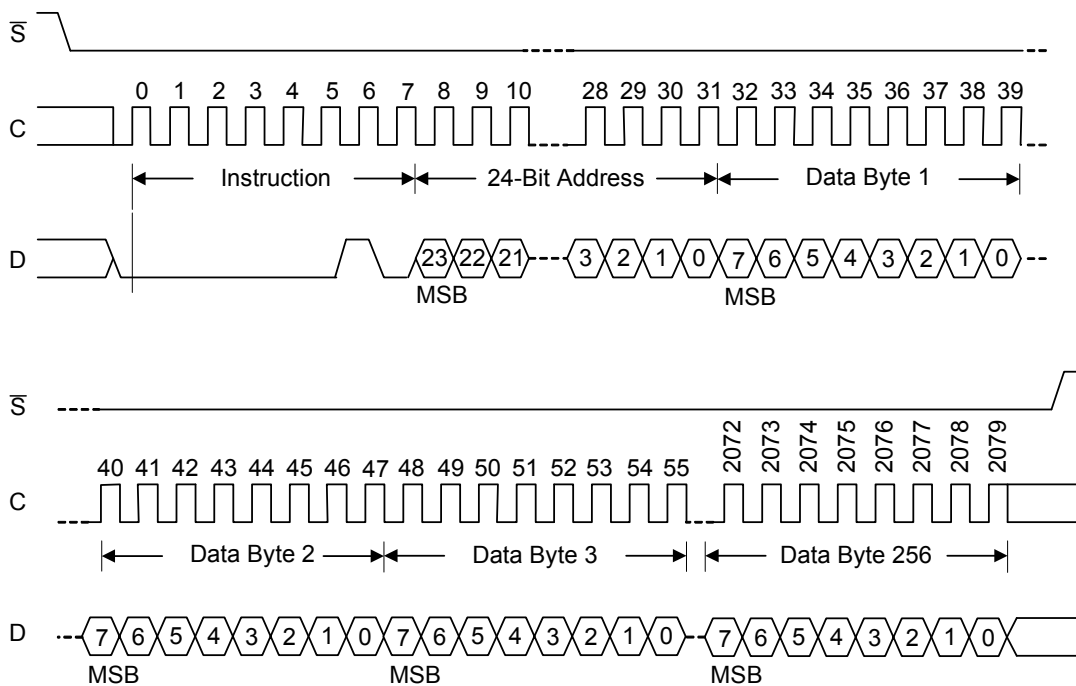 S
0 1 2 3 4 5 6 7 8 9 10 28 29 30 31 32 33 34 35 36 37 38 39
C
Instruction 24-Bit Address Data Byte 1
D 23 22 21 3 2 1 0 7 6 5 4 3 2 1 0
MSB MSB
S
2072 2073 2074 2075 2076 2077 2078 2079
40 41 42 43 44 45 46 47 48 49 50 51 52 53 54 55
C
Data Byte 2 Data Byte 3 Data Byte 256
D 7 6 5 4 3 2 1 0 7 6 5 4 3 2 1 0 7 6 5 4 3 2 1 0
MSB MSB MSB